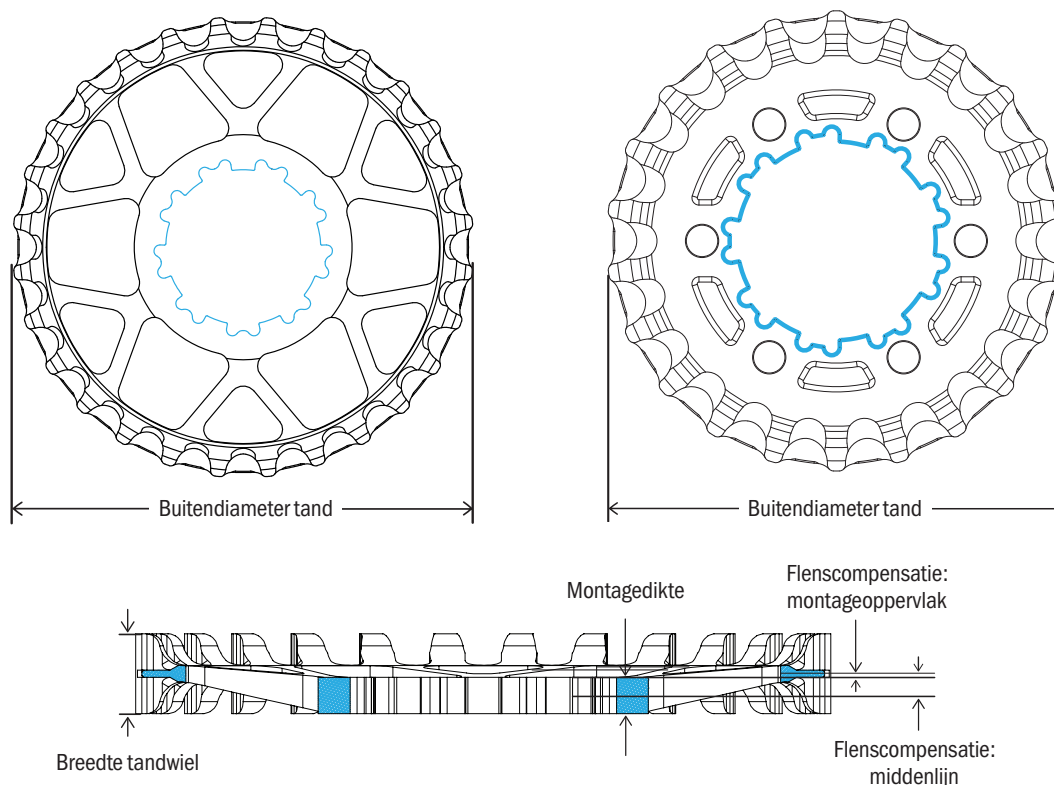 Buitendiameter tand
Buitendiameter tand
Montagedikte
Flenscompensatie:
montageoppervlak
Breedte tandwiel
Flenscompensatie:
middenlijn